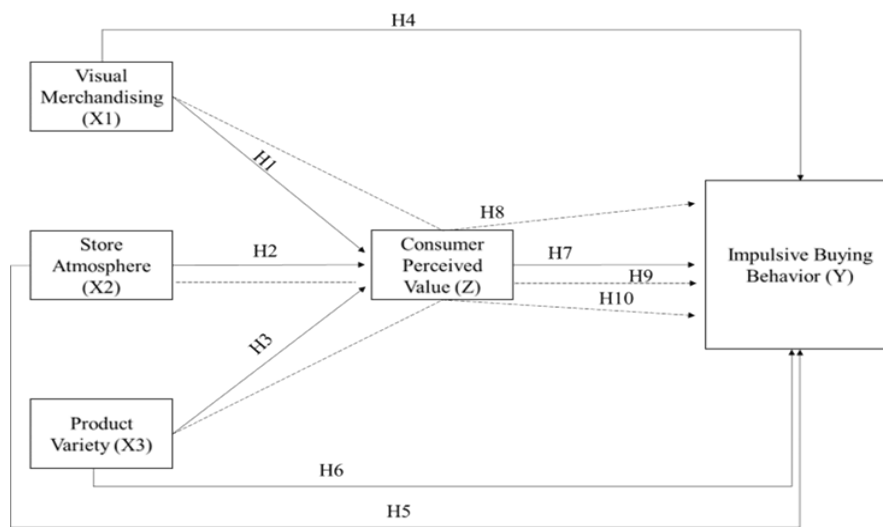 H4
Visual
Merchandising
(X1)
H1
H8
Store
Atmosphere
(X2)
H2
Consumer
Perceived
Value (Z)
H7
H9
H10
Impulsive Buying
Behavior (Y)
H3
Product
Variety (X3)
H6
H5